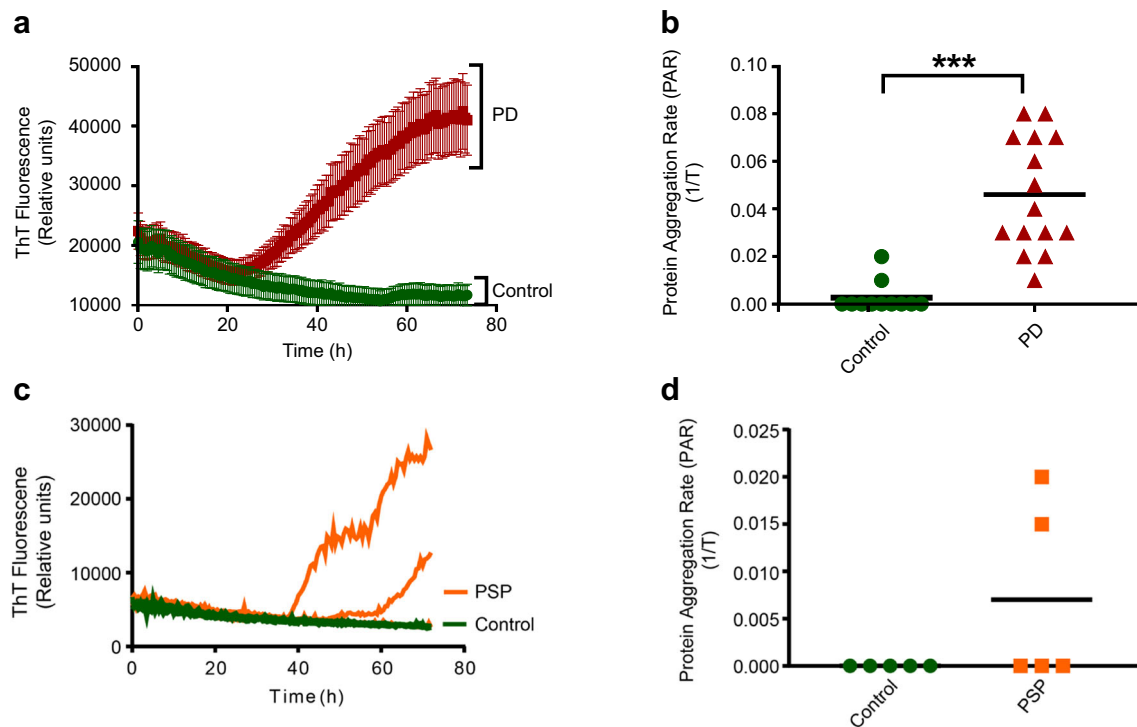 a
ThT Fluorescence
(Relative units)
50000
40000
30000
20000
10000
0
20
40
60
80
Time (h)
PD
Control
b
***
Protein Aggregation Rate (PAR)
(1/T)
0.10
0.08
0.06
0.04
0.02
0.00
Control
PD
c
ThT Fluorescene
(Relative units)
30000
20000
10000
0
0
20
40
60
80
Time (h)
PSP
Control
d
Protein Aggregation Rate (PAR)
(1/T)
0.025
0.020
0.015
0.010
0.005
0.000
Control
PSP